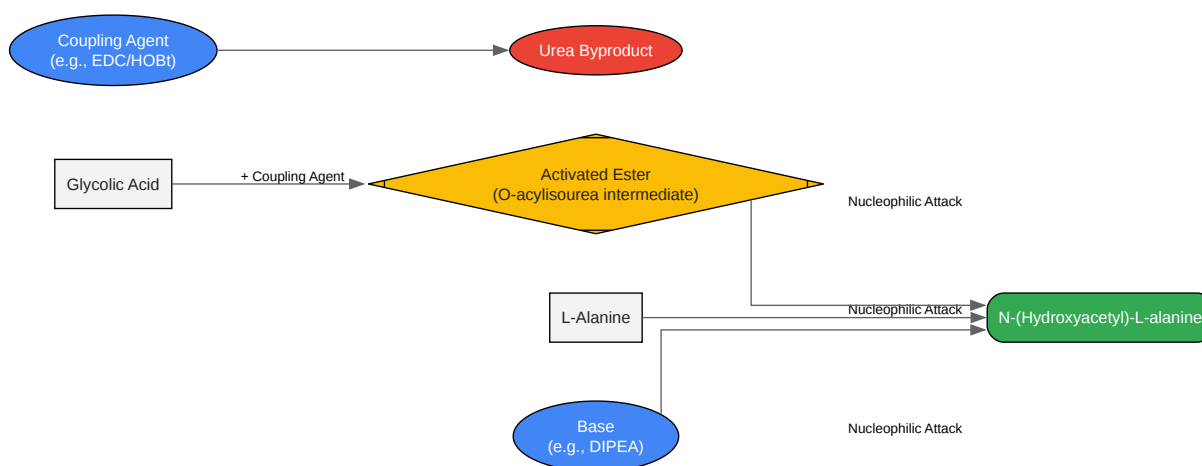 Coupling Agent
(e.g., EDC/HOBt)
Urea Byproduct
Glycolic Acid
+ Coupling Agent
Activated Ester
(O-acylisourea intermediate)
Nucleophilic Attack
L-Alanine
Nucleophilic Attack
N-(Hydroxyacetyl)-L-alanine
Base
(e.g., DIPEA)
Nucleophilic Attack